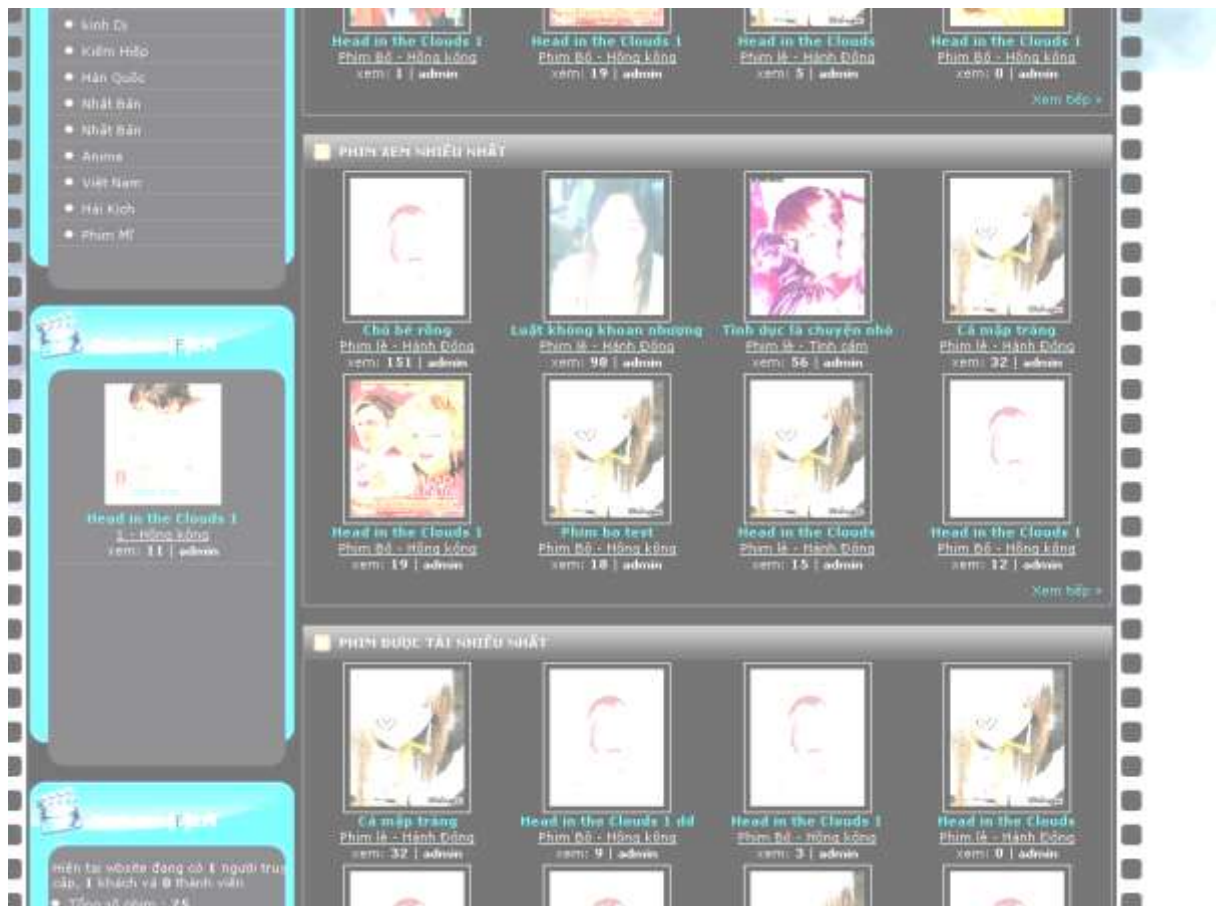 kinh Dị
Kiếm Hiệp
Hàn Quốc
Nhật Bản
Nhật Bản
Anime
Việt Nam
Hài Kịch
Phim Mĩ
FILM
Head in the Clouds 1
1 - Hồng kông
xem: 11 | admin
FILM
Hiện tại website đang có 1 người truy
cập, 1 khách và 0 thành viên
Tổng số phim : 25
Head in the Clouds 1
Head in the Clouds 1
Head in the Clouds
Head in the Clouds 1
Phim Bộ - Hồng kông
Phim Bộ - Hồng kông
Phim lẻ - Hành Động
Phim Bộ - Hồng kông
xem: 1 | admin
xem: 19 | admin
xem: 5 | admin
xem: 0 | admin
Xem tiếp »
PHIM XEM NHIỀU NHẤT
Chú bé rồng
Luật không khoan nhượng
Tình dục là chuyện nhỏ
Cá mập trắng
Phim lẻ - Hành Động
Phim lẻ - Hành Động
Phim lẻ - Tình cảm
Phim lẻ - Hành Động
xem: 151 | admin
xem: 90 | admin
xem: 56 | admin
xem: 32 | admin
Head in the Clouds 1
Phim bo test
Head in the Clouds
Head in the Clouds 1
Phim Bộ - Hồng kông
Phim Bộ - Hồng kông
Phim lẻ - Hành Động
Phim Bộ - Hồng kông
xem: 19 | admin
xem: 18 | admin
xem: 15 | admin
xem: 12 | admin
Xem tiếp »
PHIM ĐƯỢC TẢI NHIỀU NHẤT
Cá mập trắng
Head in the Clouds 1 dd
Head in the Clouds 1
Head in the Clouds
Phim lẻ - Hành Động
Phim Bộ - Hồng kông
Phim Bộ - Hồng kông
Phim lẻ - Hành Động
xem: 32 | admin
xem: 9 | admin
xem: 3 | admin
xem: 0 | admin